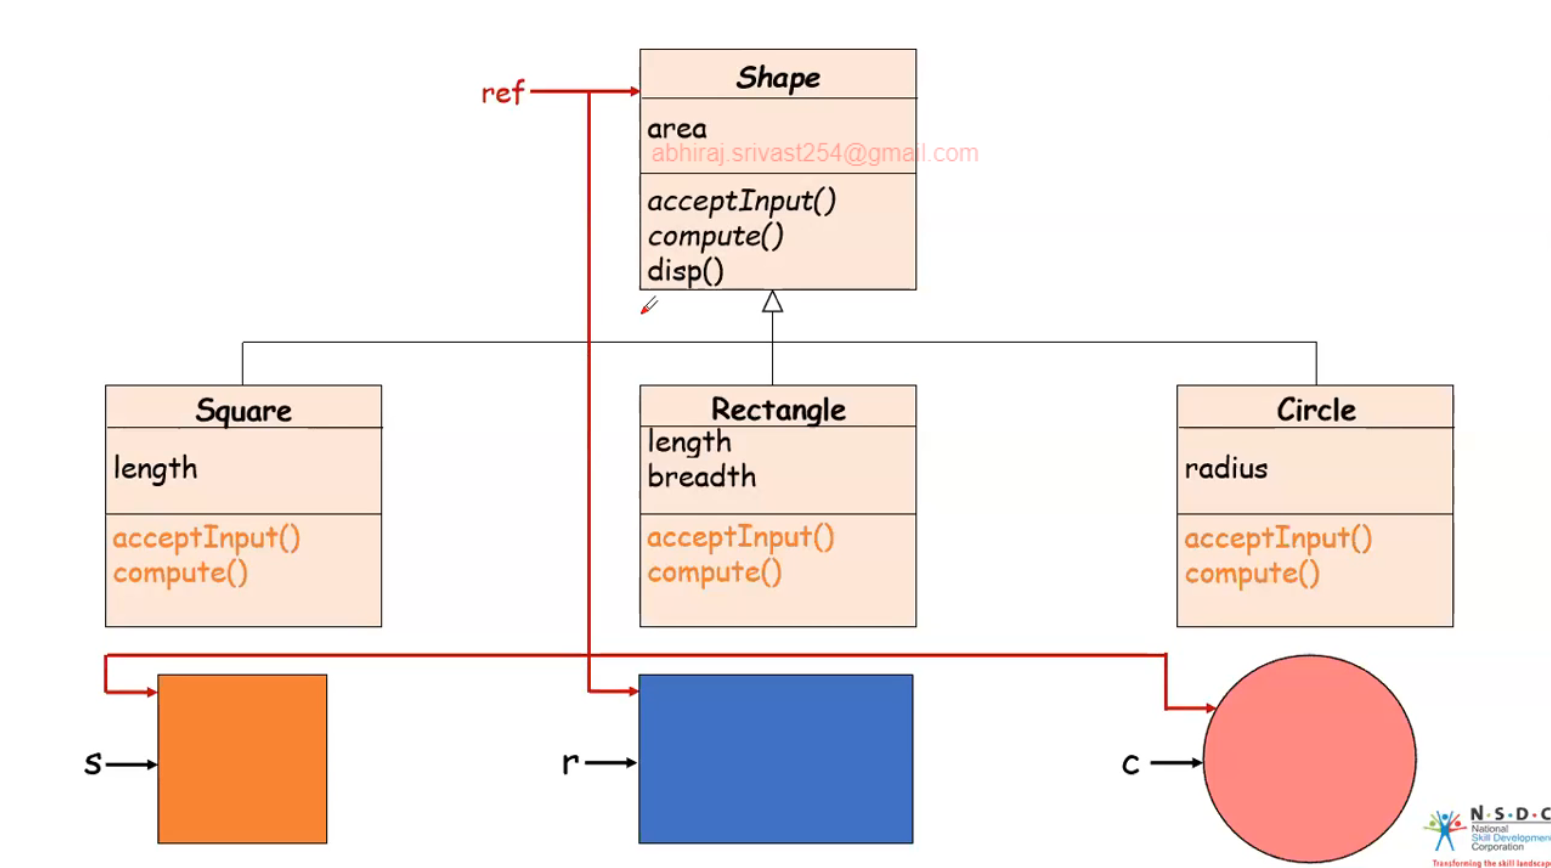 Shape
ref
area
abhiraj.srivast254@gmail.com
acceptInput()
compute()
disp()
Square
length
acceptInput()
compute()
Rectangle
length
breadth
acceptInput()
compute()
Circle
radius
acceptInput()
compute()
s
r
c
N·S·D·C
National
Skill Development
Corporation
Transforming the skill landscape